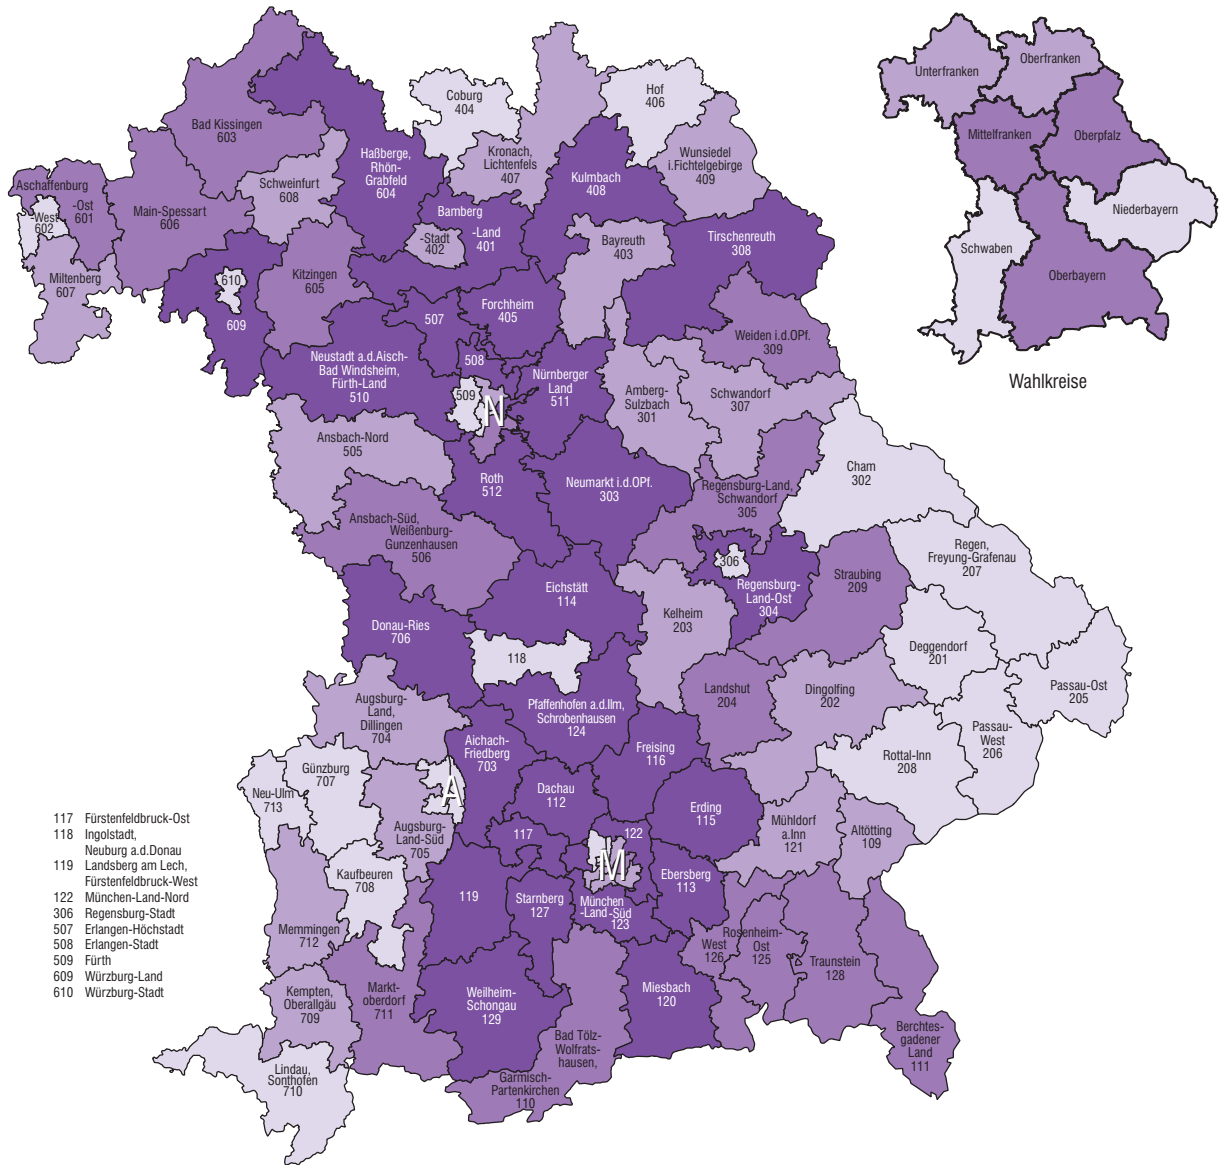 Coburg
404
Hof
406
Bad Kissingen
603
Haßberge,
Rhön-
Grabfeld
604
Kronach,
Lichtenfels
407
Kulmbach
408
Wunsiedel
i.Fichtelgebirge
409
Aschaffenburg
-Ost
601
-West
602
Main-Spessart
606
Schweinfurt
608
Bamberg
-Land
401
-Stadt
402
Bayreuth
403
Tirschenreuth
308
Miltenberg
607
610
609
Kitzingen
605
507
Forchheim
405
Weiden i.d.OPf.
309
Neustadt a.d.Aisch-
Bad Windsheim,
Fürth-Land
510
508
509
N
Nürnberger
Land
511
Amberg-
Sulzbach
301
Schwandorf
307
Ansbach-Nord
505
Roth
512
Neumarkt i.d.OPf.
303
Regensburg-Land,
Schwandorf
305
Cham
302
Ansbach-Süd,
Weißenburg-
Gunzenhausen
506
Regen,
Freyung-Grafenau
207
306
Regensburg-
Land-Ost
304
Straubing
209
Eichstätt
114
Kelheim
203
Donau-Ries
706
118
Deggendorf
201
Passau-Ost
205
Augsburg-
Land,
Dillingen
704
Pfaffenhofen a.d.Ilm,
Schrobenhausen
124
Landshut
204
Dingolfing
202
Passau-
West
206
Aichach-
Friedberg
703
Freising
116
Rottal-Inn
208
Günzburg
707
Neu-Ulm
713
A
Dachau
112
Erding
115
Augsburg-
Land-Süd
705
117
122
M
Mühldorf
a.Inn
121
Altötting
109
Kaufbeuren
708
119
Starnberg
127
München
-Land-Süd
123
Ebersberg
113
Memmingen
712
West
126
Rosenheim-
Ost
125
Traunstein
128
Kempten,
Oberallgäu
709
Markt-
oberdorf
711
Weilheim-
Schongau
129
Miesbach
120
Bad Tölz-
Wolfrats-
hausen,
Garmisch-
Partenkirchen
110
Berchtes-
gadener
Land
111
Lindau,
Sonthofen
710
Unterfranken
Oberfranken
Mittelfranken
Oberpfalz
Niederbayern
Schwaben
Oberbayern
Wahlkreise
117 Fürstenfeldbruck-Ost
118 Ingolstadt,
Neuburg a.d.Donau
119 Landsberg am Lech,
Fürstenfeldbruck-West
122 München-Land-Nord
306 Regensburg-Stadt
507 Erlangen-Höchstadt
508 Erlangen-Stadt
509 Fürth
609 Würzburg-Land
610 Würzburg-Stadt